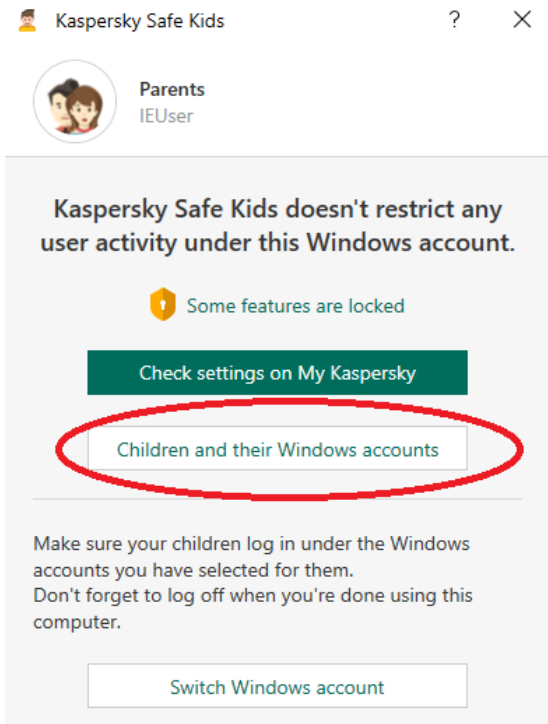 Kaspersky Safe Kids ?
Parents
IEUser
Kaspersky Safe Kids doesn't restrict any
user activity under this Windows account.
Some features are locked
Check settings on My Kaspersky
Children and their Windows accounts
Make sure your children log in under the Windows
accounts you have selected for them.
Don't forget to log off when you're done using this
computer.
Switch Windows account